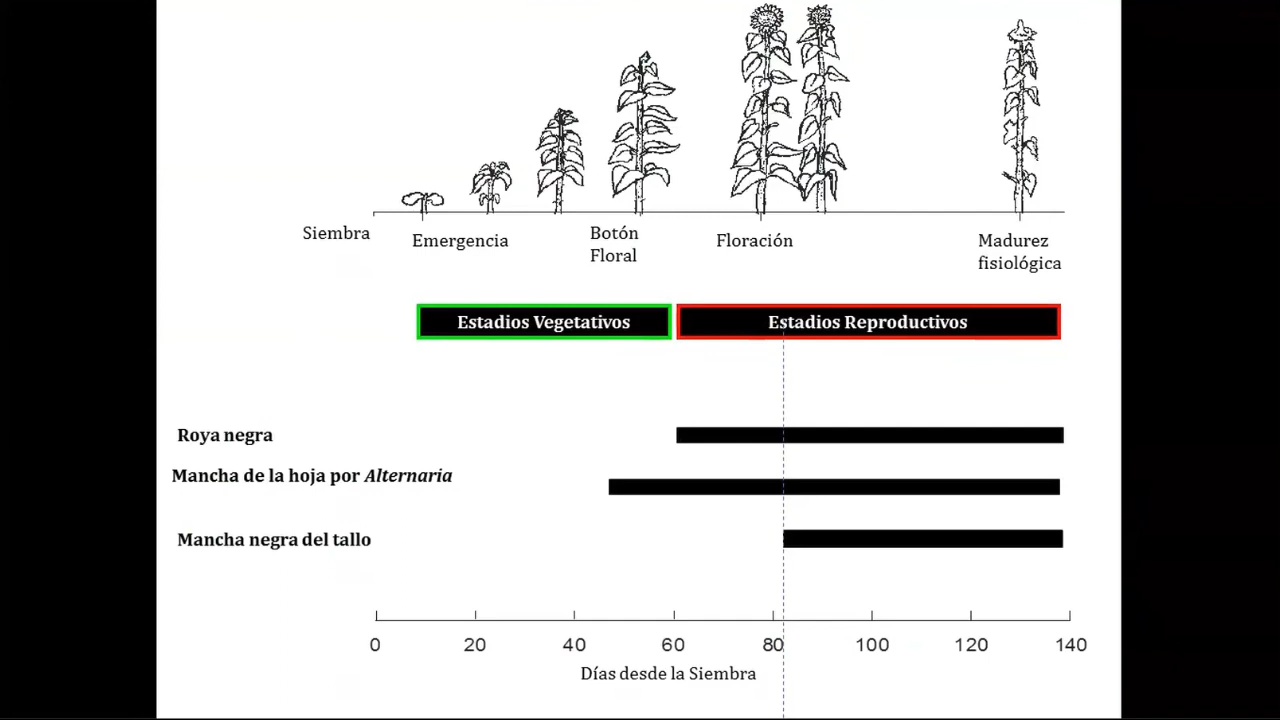 Siembra
Emergencia
Botón
Floral
Floración
Madurez
fisiológica
Estadios Vegetativos
Estadios Reproductivos
Roya negra
Mancha de la hoja por Alternaria
Mancha negra del tallo
0 20 40 60 80 100 120 140
Días desde la Siembra